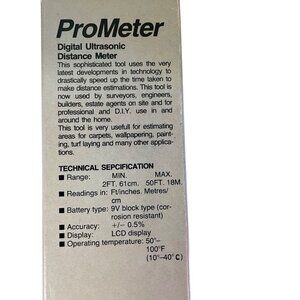 ProMeter
Digital Ultrasonic
Distance Meter
This sophisticated tool uses the very
latest developments in technology to
drastically speed up the time taken to
make distance estimations. This tool is
now used by surveyors, engineers,
builders, estate agents on site and for
professional and D.I.Y. use in and
around the home.
This tool is very usefull for estimating
areas for carpets, wallpapering, paint-
ing, turf laying and many other applica-
tions.
TECHNICAL SEPCIFICATION
■ Range: MIN. MAX.
2FT. 61cm. 50FT. 18M.
■ Readings in: Ft/inches. Metres/
cm
■ Battery type: 9V block type (cor-
rosion resistant)
■ Accuracy: +/− 0.5%
■ Display: LCD display
■ Operating temperature: 50°–
100°F
(10°-40°C)